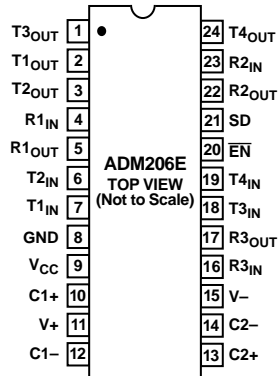 T3OUT 1 24 T4OUT
T1OUT 2 23 R2IN
T2OUT 3 22 R2OUT
R1IN 4 21 SD
R1OUT 5 20 EN
T2IN 6 19 T4IN
T1IN 7 18 T3IN
GND 8 17 R3OUT
VCC 9 16 R3IN
C1+ 10 15 V–
V+ 11 14 C2–
C1– 12 13 C2+
ADM206E
TOP VIEW
(Not to Scale)